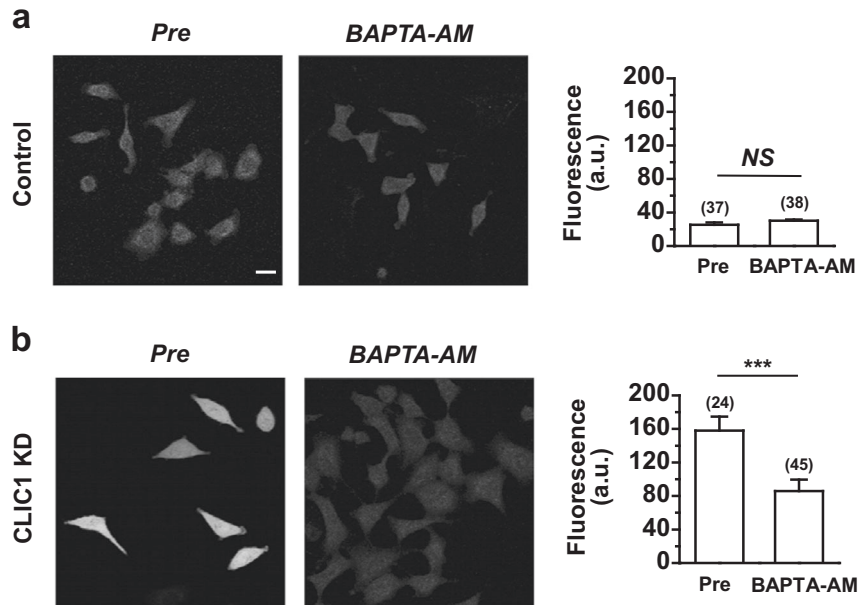 a
Pre
BAPTA-AM
Control
Fluorescence
(a.u.)
200
160
120
80
40
0
NS
(37)
(38)
Pre
BAPTA-AM
b
Pre
BAPTA-AM
CLIC1 KD
Fluorescence
(a.u.)
200
160
120
80
40
0
***
(24)
(45)
Pre
BAPTA-AM